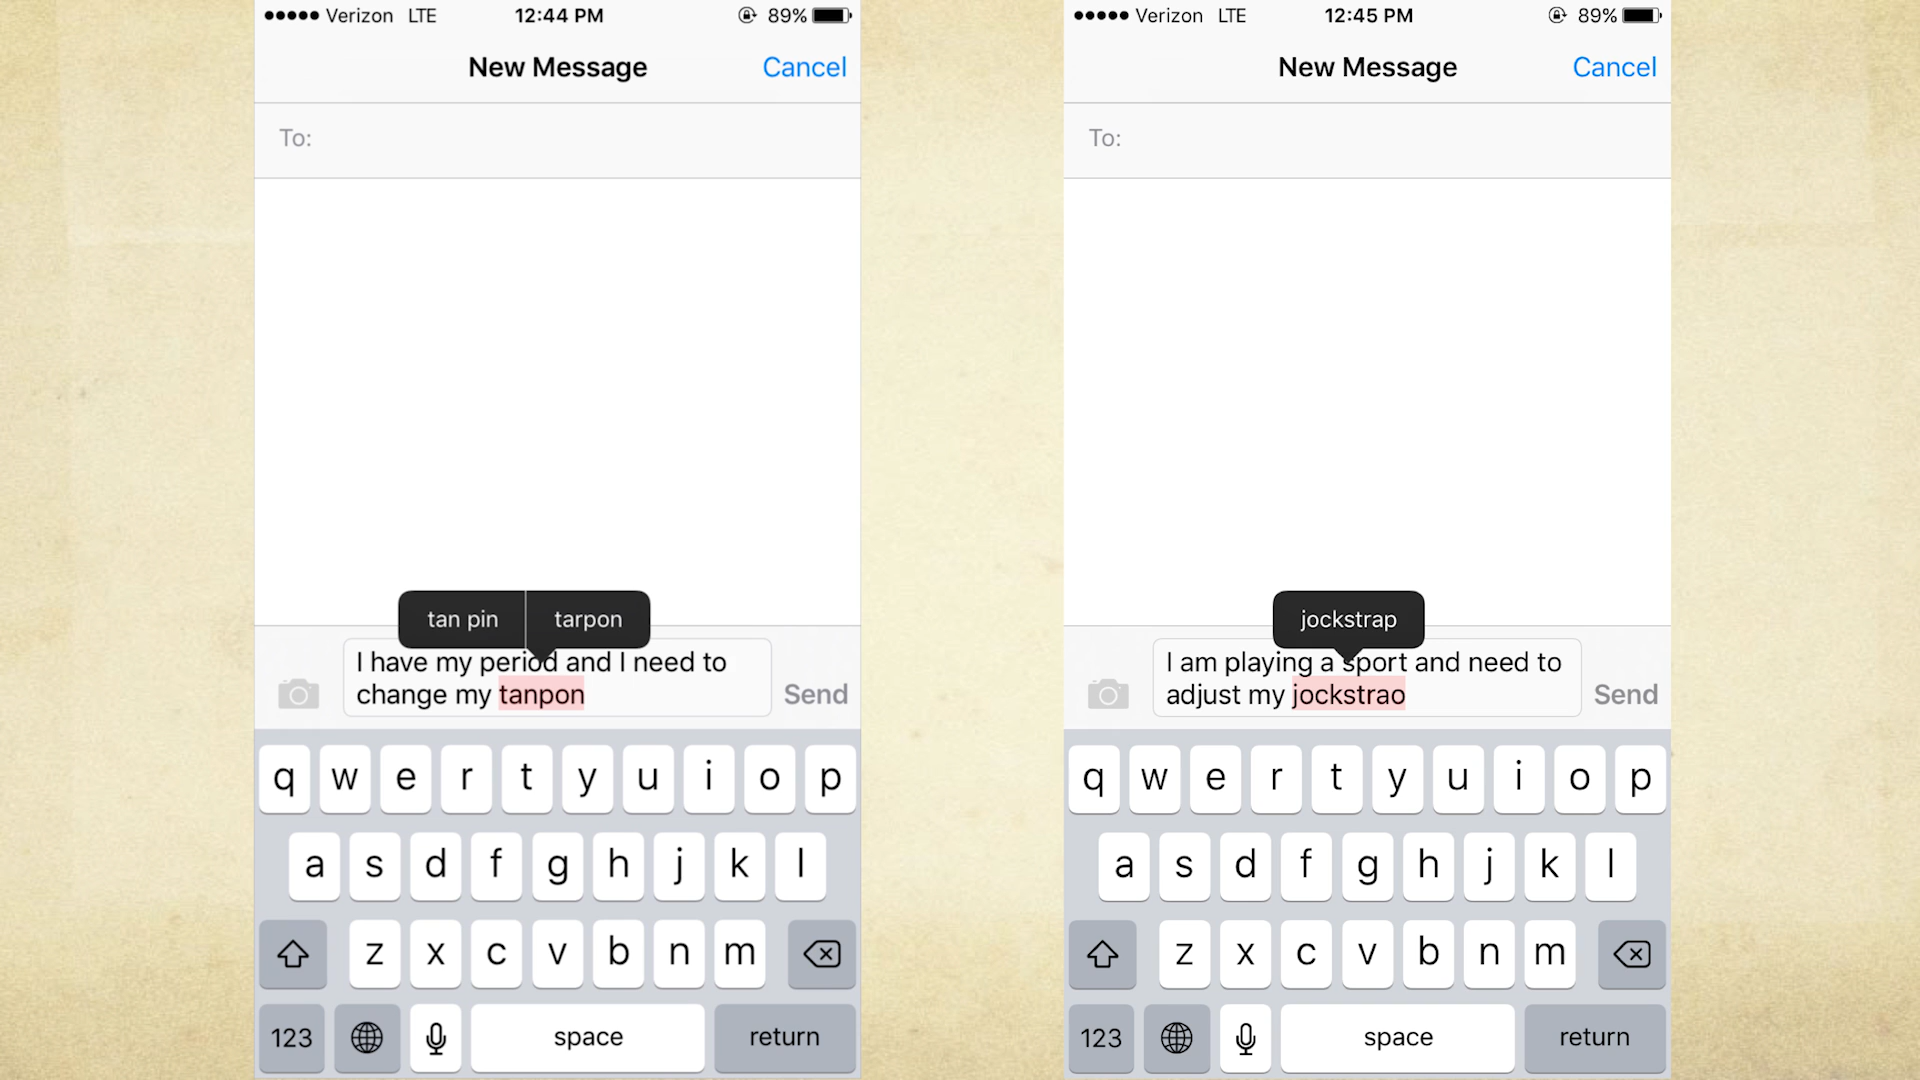 Verizon LTE 12:44 PM 89%
New Message Cancel
To:
tan pin tarpon
I have my period and I need to
change my tanpon
Send
q w e r t y u i o p
a s d f g h j k l
z x c v b n m
123 space return
Verizon LTE 12:45 PM 89%
New Message Cancel
To:
jockstrap
I am playing a sport and need to
adjust my jockstrao
Send
q w e r t y u i o p
a s d f g h j k l
z x c v b n m
123 space return